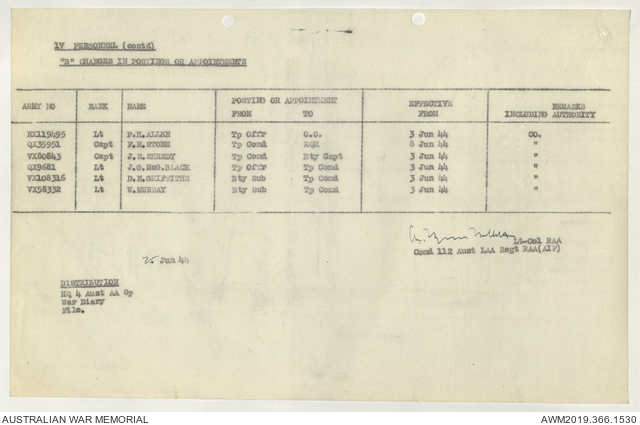 1V PERSONNEL (contd)
"B" CHANGES IN POSTINGS OR APPOINTMENTS
ARMY NO RANK NAME POSTING OR APPOINTMENT EFFECTIVE REMARKS
FROM TO FROM INCLUDING AUTHORITY
NX119495 Lt P.R.ALLEN Tp Offr O.O. 3 Jun 44 CO.
QX35951 Capt F.M.STONE Tp Comd RQM 8 Jun 44 "
VX80843 Capt J.M.SHEEDY Tp Comd Bty Capt 3 Jun 44 "
QX9681 Lt J.G.McG.BLACK Tp Offr Tp Comd 3 Jun 44 "
VX108316 Lt D.H.GRIFFITHS Bty Sub Tp Comd 3 Jun 44 "
VX58332 Lt W.MURRAY Bty Sub Tp Comd 3 Jun 44 "
Lt-Col RAA
Comd 112 Aust LAA Regt RAA(AIF)
25 Jun 44
DISTRIBUTION
HQ 4 Aust AA Gp
War Diary
File.
AUSTRALIAN WAR MEMORIAL AWM2019.366.1530